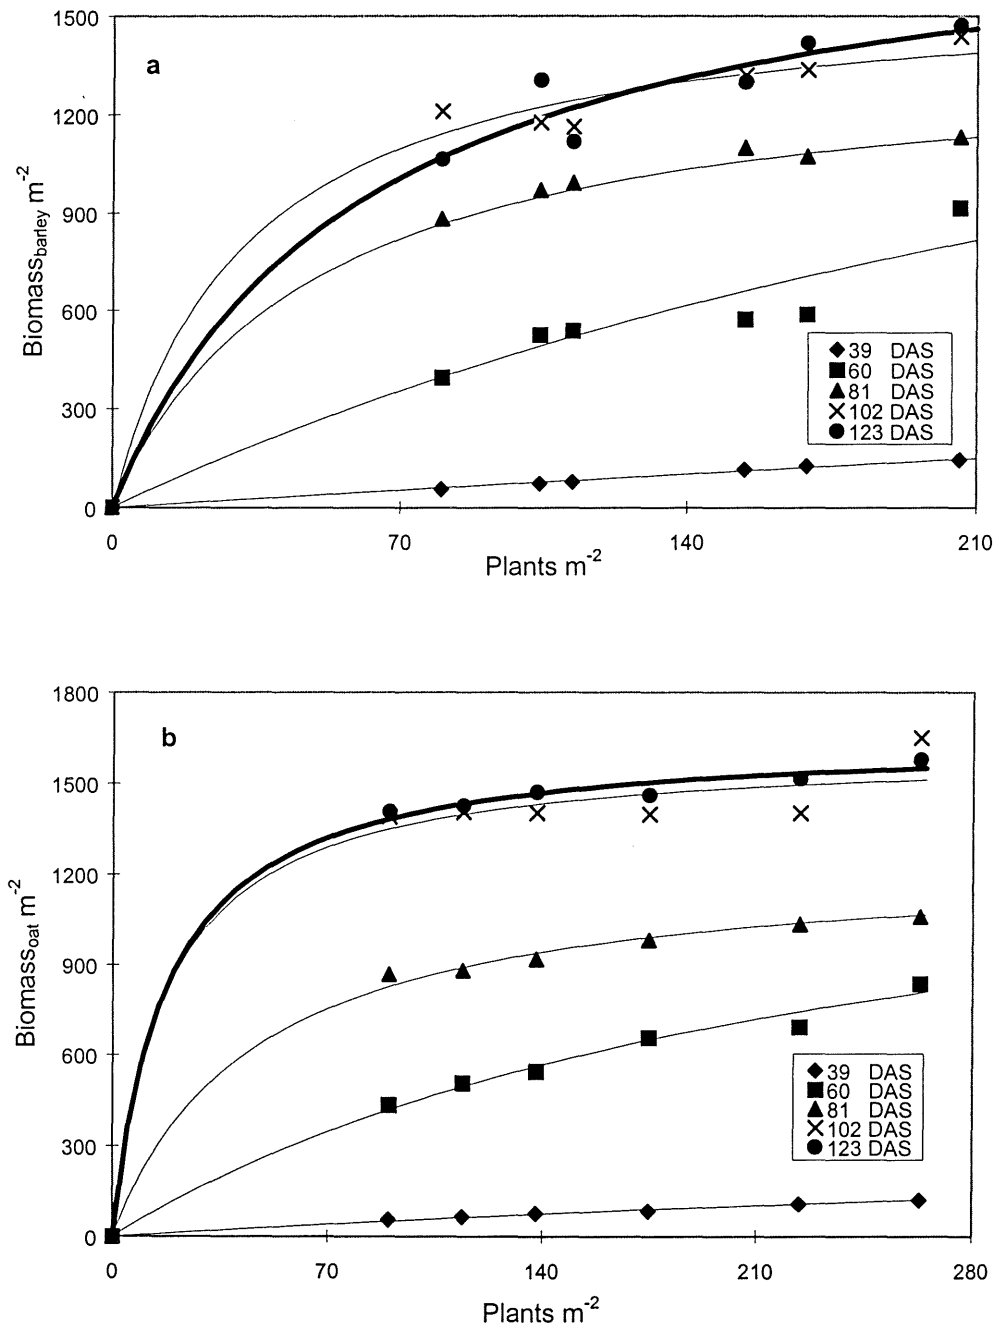 a
1500
1200
900
600
300
0
Biomass_barley m^-2
39 DAS
60 DAS
81 DAS
102 DAS
123 DAS
0 70 140 210
Plants m^-2
b
1800
1500
1200
900
600
300
0
Biomass_oat m^-2
39 DAS
60 DAS
81 DAS
102 DAS
123 DAS
0 70 140 210 280
Plants m^-2